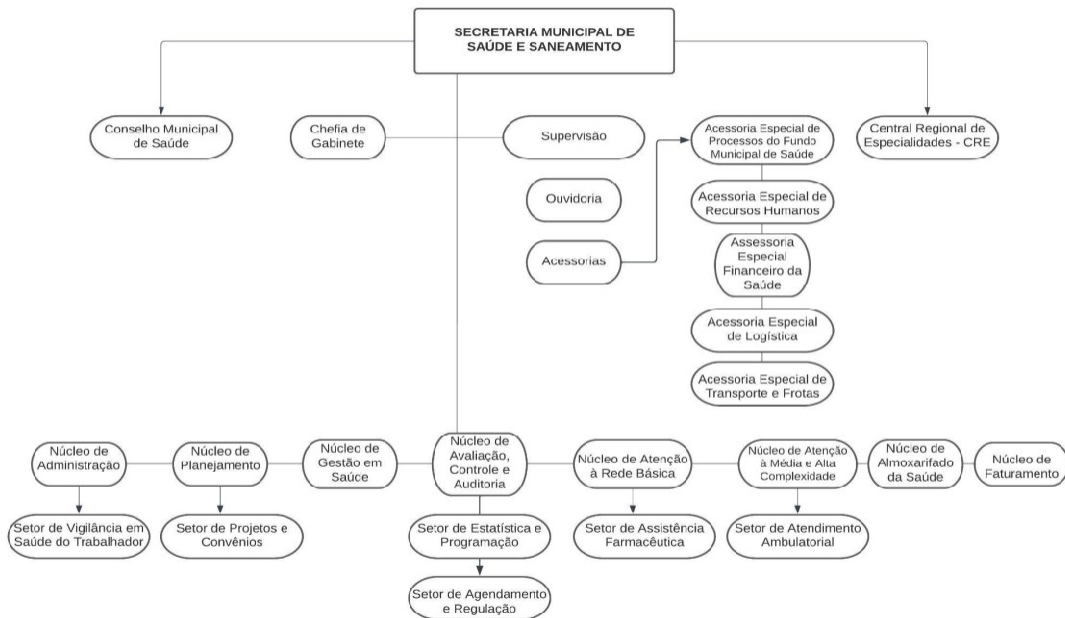 SECRETARIA MUNICIPAL DE
SAÚDE E SANEAMENTO
Conselho Municipal
de Saúde
Chefia de
Gabinete
Supervisão
Acessoria Especial de
Processos do Fundo
Municipal de Saúde
Central Regional de
Especialidades - CRE
Ouvidoria
Acessoria Especial de
Recursos Humanos
Acessorias
Assessoria
Especial
Financeiro da
Saúde
Acessoria Especial
de Logística
Acessoria Especial de
Transporte e Frotas
Núcleo de
Administração
Núcleo de
Planejamento
Núcleo de
Gestão em
Saúce
Núcleo de
Avaliação,
Controle e
Auditoria
Núcleo de Atenção
à Rede Básica
Núcleo de Atenção
à Média e Alta
Complexidade
Núcleo de
Almoxarifado
da Saúde
Núcleo de
Faturamento
Setor de Vigilância em
Saúde do Trabalhador
Setor de Projetos e
Convênios
Setor de Estatística e
Programação
Setor de Assistência
Farmacêutica
Setor de Atendimento
Ambulatorial
Setor de Agendamento
e Regulação